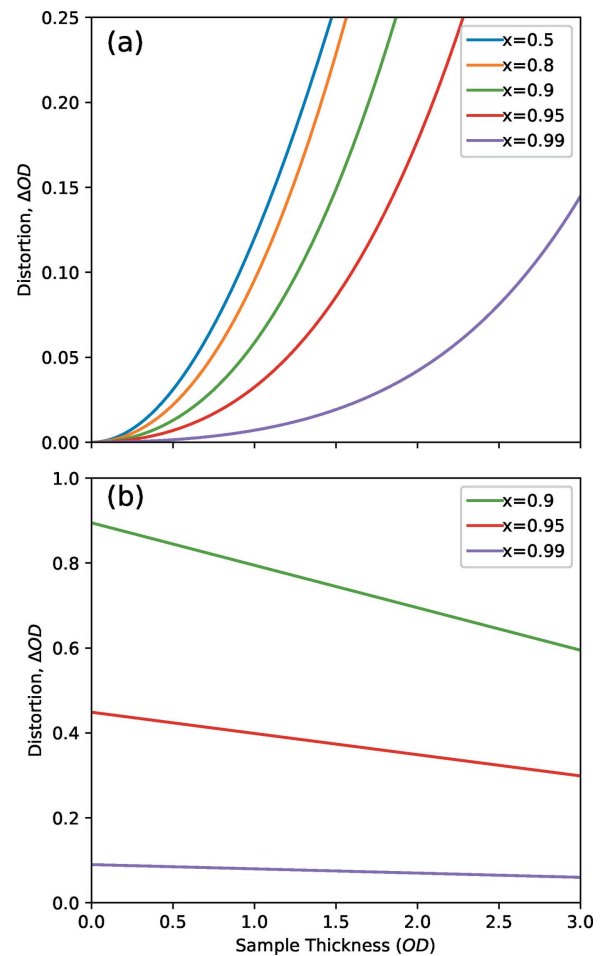 (a)
x=0.5
x=0.8
x=0.9
x=0.95
x=0.99
Distortion, ΔOD
0.25
0.20
0.15
0.10
0.05
0.00
(b)
x=0.9
x=0.95
x=0.99
Distortion, ΔOD
1.0
0.8
0.6
0.4
0.2
0.0
0.0 0.5 1.0 1.5 2.0 2.5 3.0
Sample Thickness (OD)